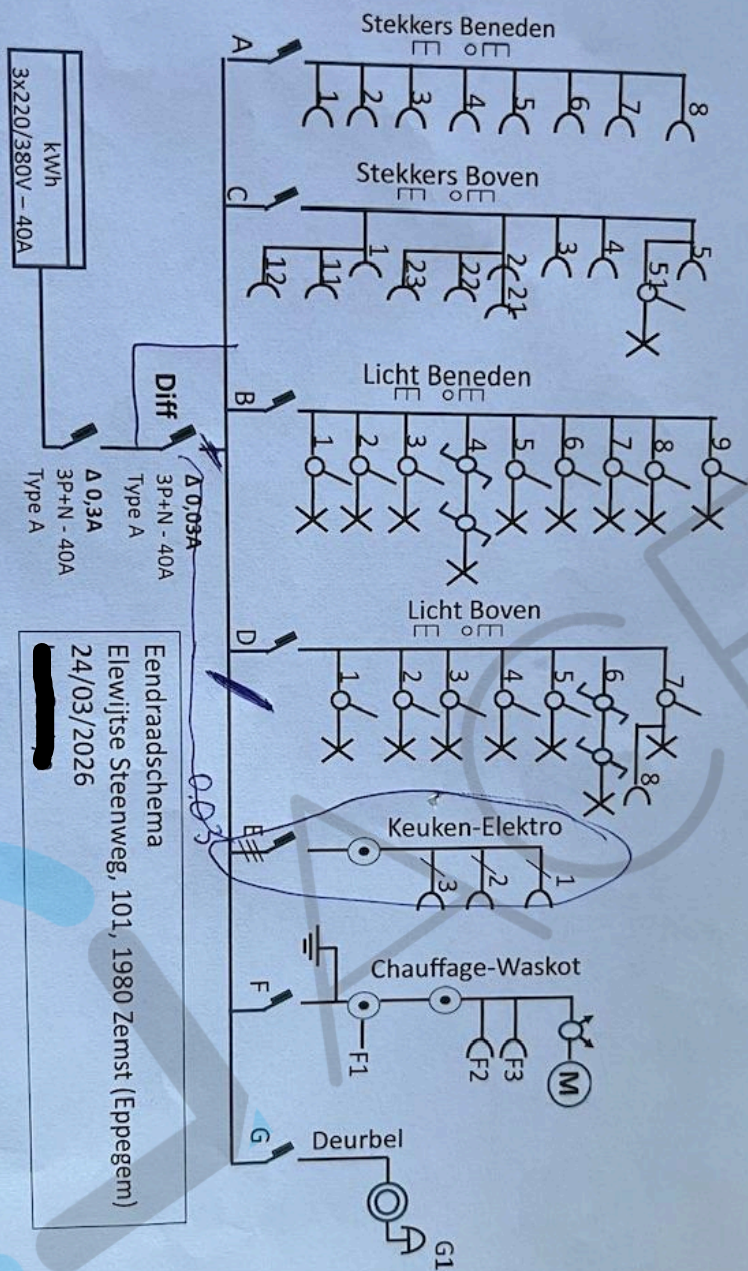 Stekkers Beneden
A
1
2
3
4
5
6
7
8
Stekkers Boven
C
12
11
1
23
22
2
21
3
4
51
5
Licht Beneden
B
1
2
3
4
5
6
7
8
9
Licht Boven
D
1
2
3
4
5
6
7
8
Keuken-Elektro
E
3
2
1
Chauffage-Waskot
F
F1
F2
F3
M
Deurbel
G
G1
kWh
3x220/380V – 40A
Diff
Δ 0,03A
3P+N - 40A
Type A
Δ 0,3A
3P+N - 40A
Type A
0,03
Eendraadschema
Elewijtse Steenweg, 101, 1980 Zemst (Eppegem)
24/03/2026